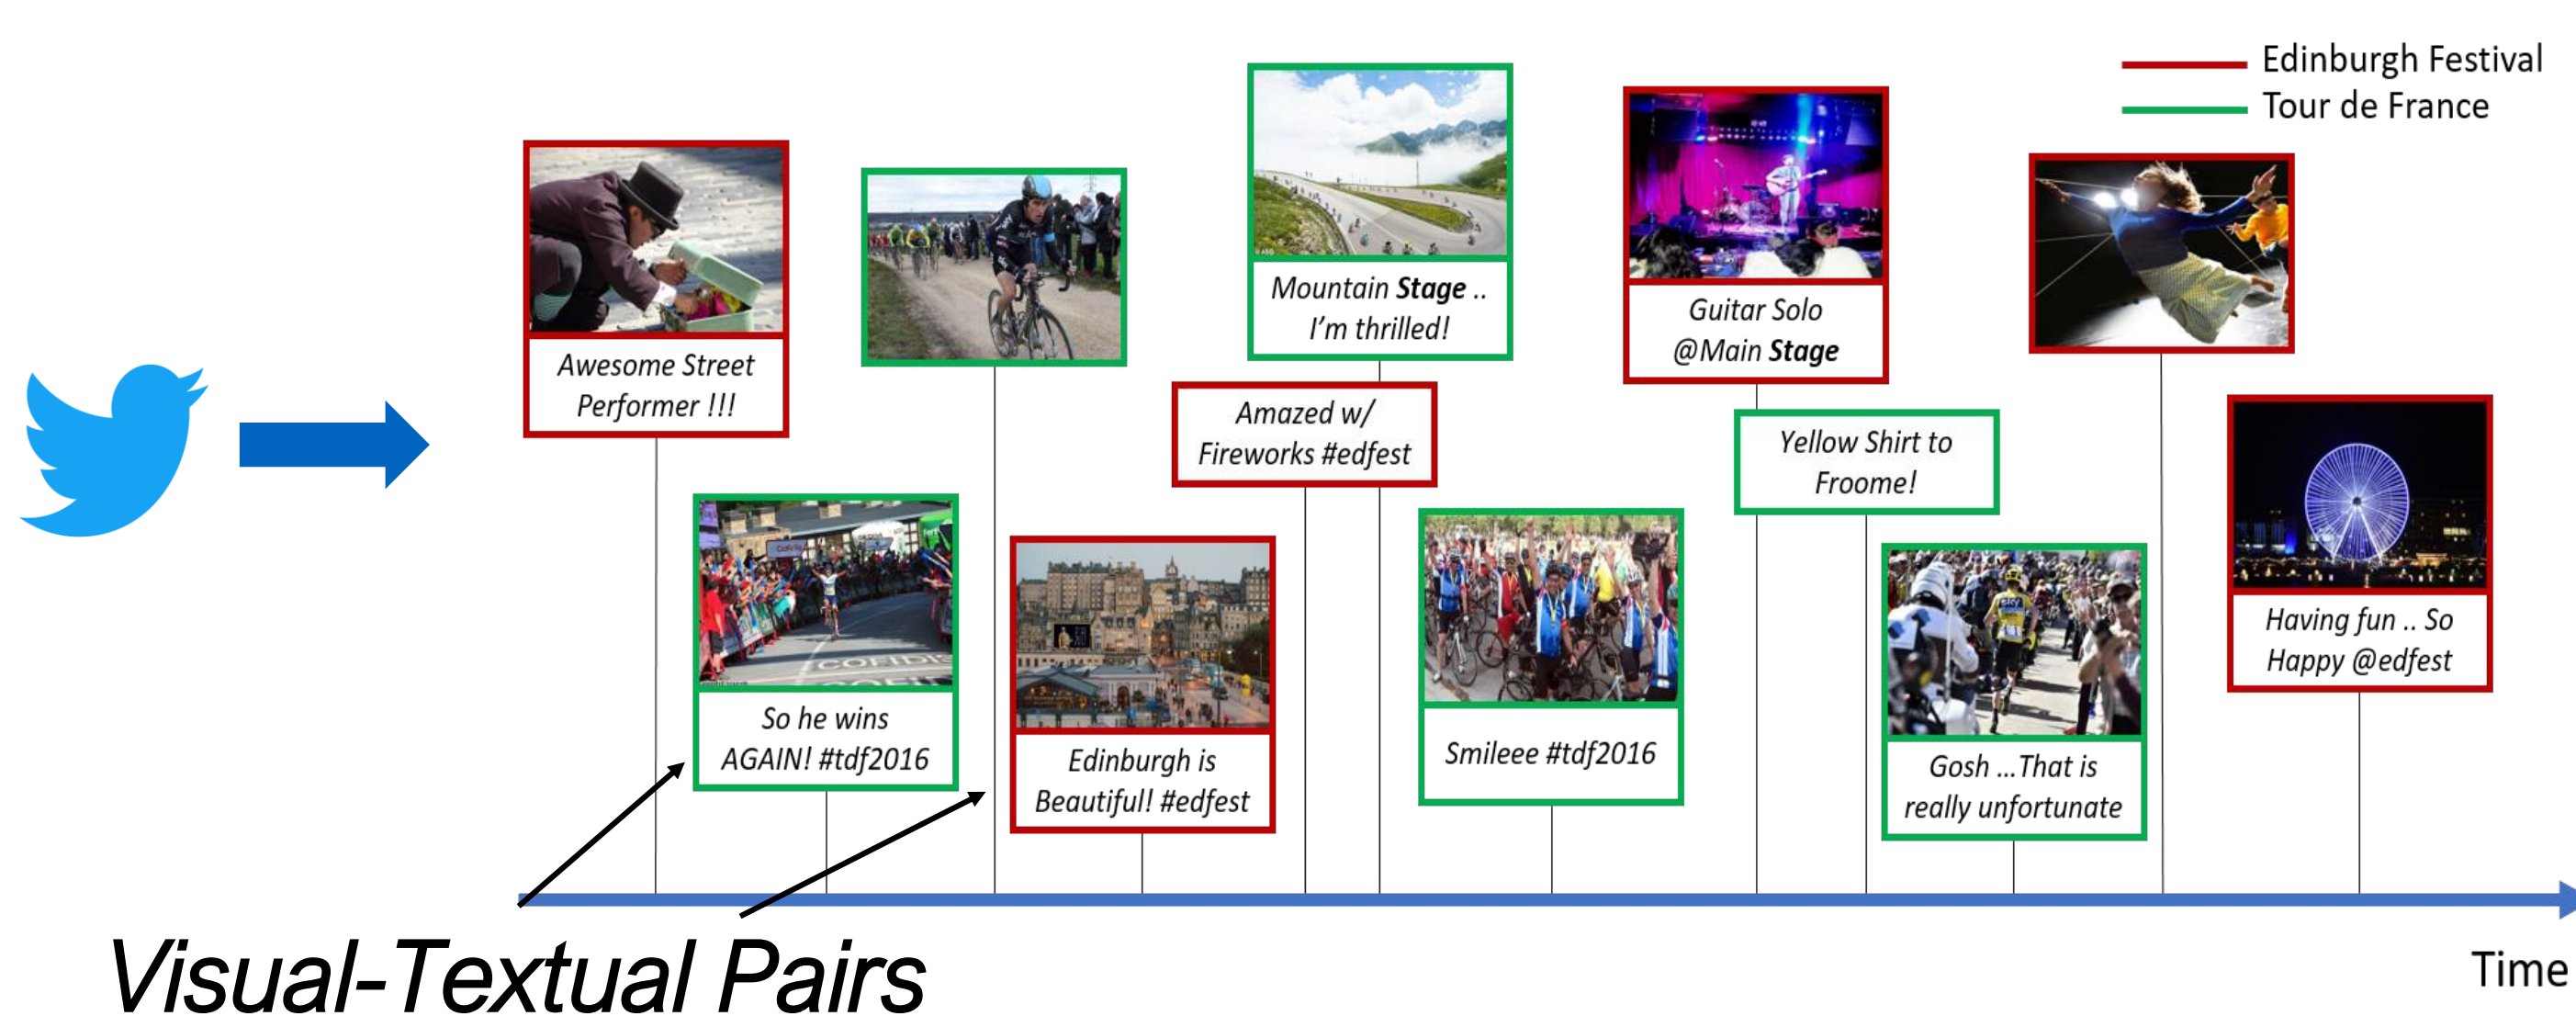 Edinburgh Festival
Tour de France
Awesome Street
Performer !!!
Mountain Stage ..
I'm thrilled!
Guitar Solo
@Main Stage
Amazed w/
Fireworks #edfest
Yellow Shirt to
Froome!
So he wins
AGAIN! #tdf2016
COFIDIS
Edinburgh is
Beautiful! #edfest
Smileee #tdf2016
Gosh ...That is
really unfortunate
Having fun .. So
Happy @edfest
Visual-Textual Pairs
Time